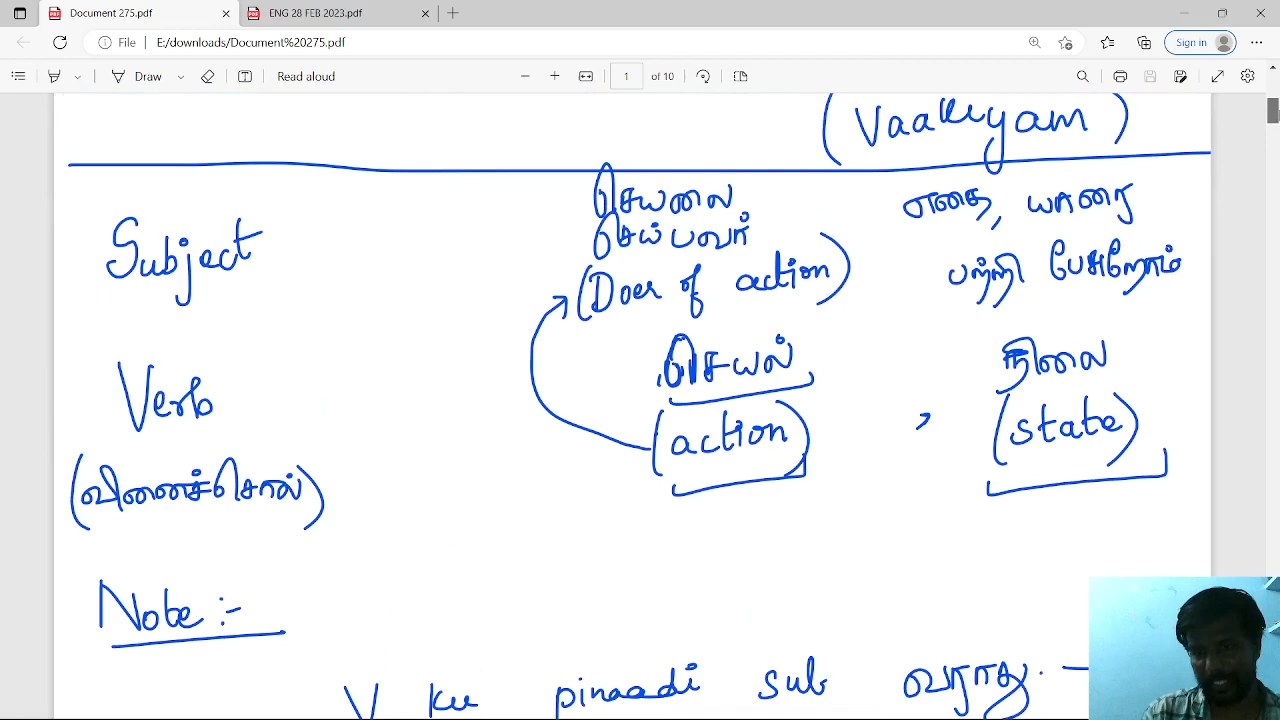 Document 275.pdf
ENG 28 FEB 2023.pdf
File E:/downloads/Document%20275.pdf
Sign in
Draw
Read aloud
1 of 10
(Vaakiyam)
Subject
செயலை
செய்பவர்
(Doer of action)
எதை, யாரை
பற்றி பேசுறோம்
Verb
(வினைச்சொல்)
செயல்
(action)
,
நிலை
(state)
Note :-
V ku pinaadi sub வராது. –